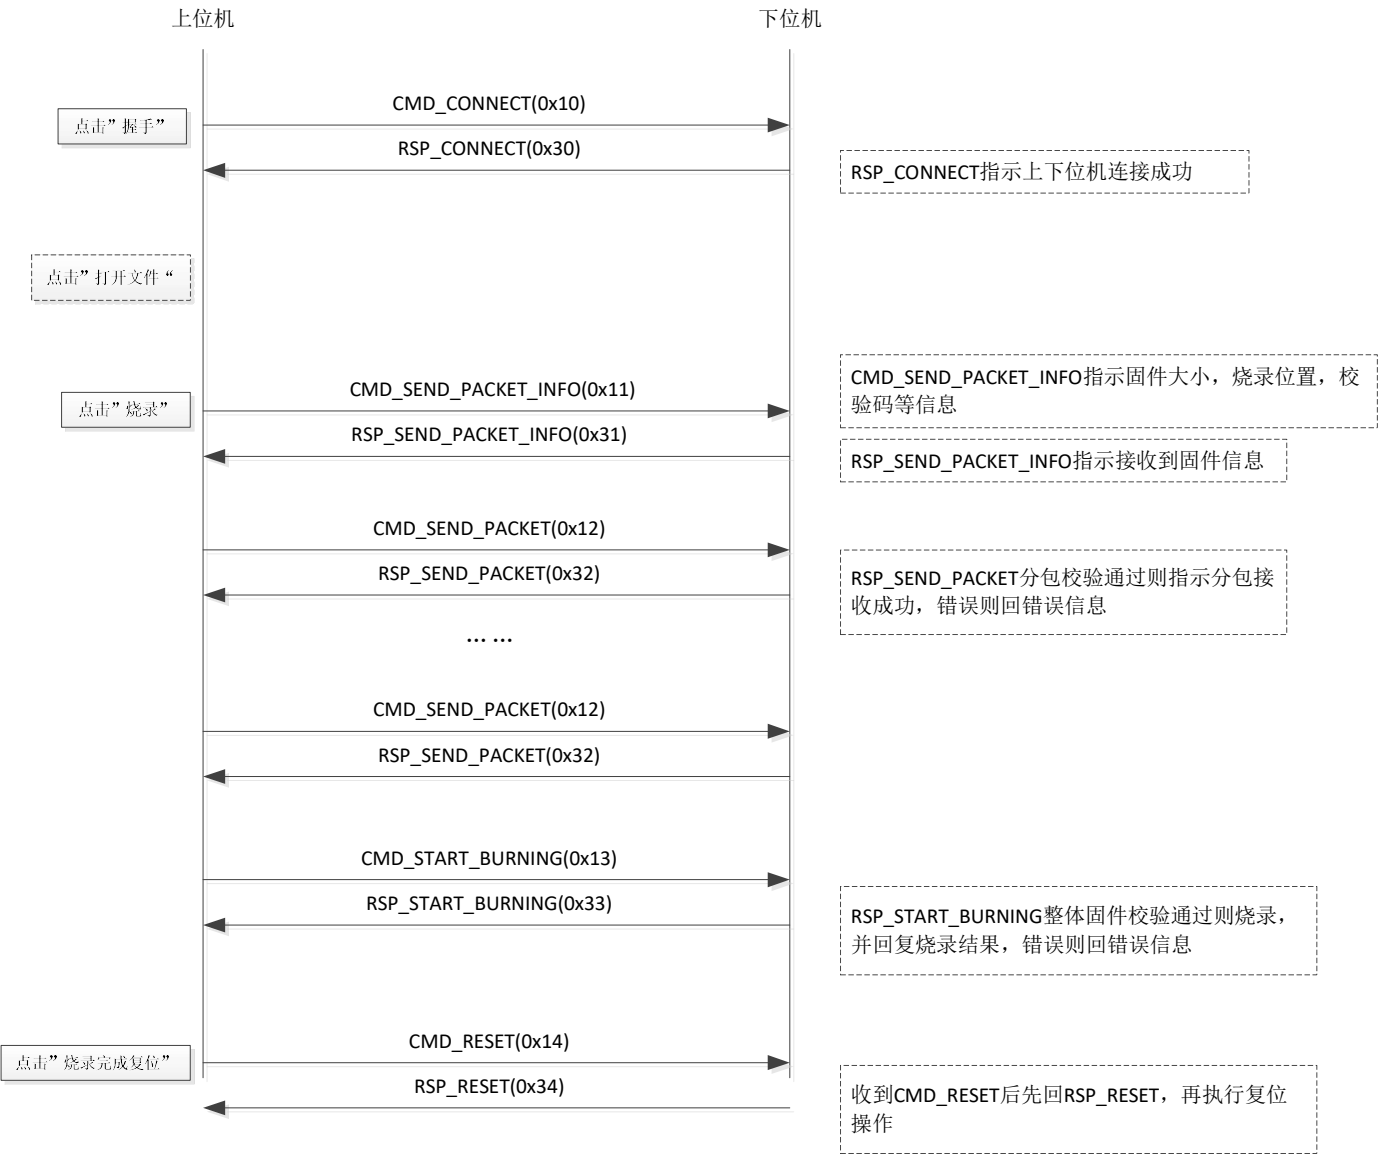 上位机
下位机
CMD_CONNECT(0x10)
点击”握手”
RSP_CONNECT(0x30)
RSP_CONNECT指示上下位机连接成功
点击”打开文件“
CMD_SEND_PACKET_INFO(0x11)
点击”烧录”
CMD_SEND_PACKET_INFO指示固件大小，烧录位置，校
验码等信息
RSP_SEND_PACKET_INFO(0x31)
RSP_SEND_PACKET_INFO指示接收到固件信息
CMD_SEND_PACKET(0x12)
RSP_SEND_PACKET(0x32)
RSP_SEND_PACKET分包校验通过则指示分包接
收成功，错误则回错误信息
... ...
CMD_SEND_PACKET(0x12)
RSP_SEND_PACKET(0x32)
CMD_START_BURNING(0x13)
RSP_START_BURNING(0x33)
RSP_START_BURNING整体固件校验通过则烧录，
并回复烧录结果，错误则回错误信息
CMD_RESET(0x14)
点击”烧录完成复位”
RSP_RESET(0x34)
收到CMD_RESET后先回RSP_RESET，再执行复位
操作